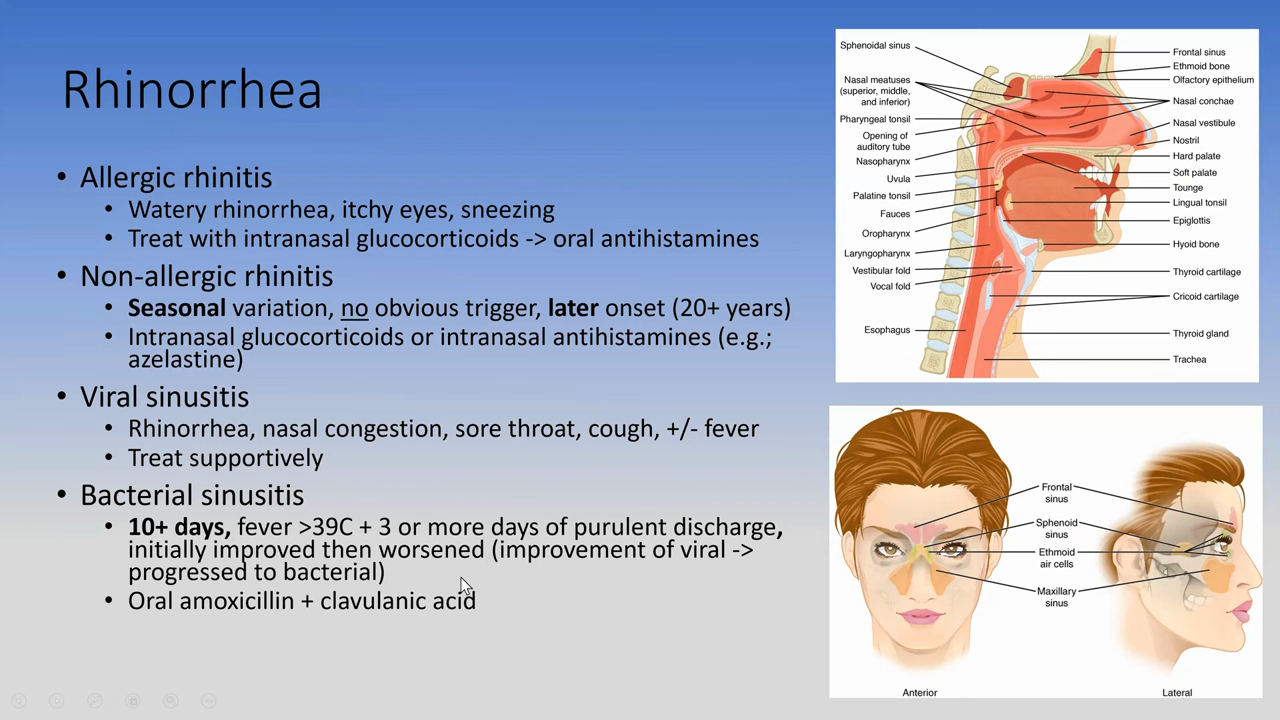 Rhinorrhea
• Allergic rhinitis
• Watery rhinorrhea, itchy eyes, sneezing
• Treat with intranasal glucocorticoids -> oral antihistamines
• Non-allergic rhinitis
• Seasonal variation, no obvious trigger, later onset (20+ years)
• Intranasal glucocorticoids or intranasal antihistamines (e.g.;
azelastine)
• Viral sinusitis
• Rhinorrhea, nasal congestion, sore throat, cough, +/- fever
• Treat supportively
• Bacterial sinusitis
• 10+ days, fever >39C + 3 or more days of purulent discharge,
initially improved then worsened (improvement of viral ->
progressed to bacterial)
• Oral amoxicillin + clavulanic acid
Sphenoidal sinus
Nasal meatuses
(superior, middle,
and inferior)
Pharyngeal tonsil
Opening of
auditory tube
Nasopharynx
Uvula
Palatine tonsil
Fauces
Oropharynx
Laryngopharynx
Vestibular fold
Vocal fold
Esophagus
Frontal sinus
Ethmoid bone
Olfactory epithelium
Nasal conchae
Nasal vestibule
Nostril
Hard palate
Soft palate
Tounge
Lingual tonsil
Epiglottis
Hyoid bone
Thyroid cartilage
Cricoid cartilage
Thyroid gland
Trachea
Frontal
sinus
Sphenoid
sinus
Ethmoid
air cells
Maxillary
sinus
Anterior
Lateral